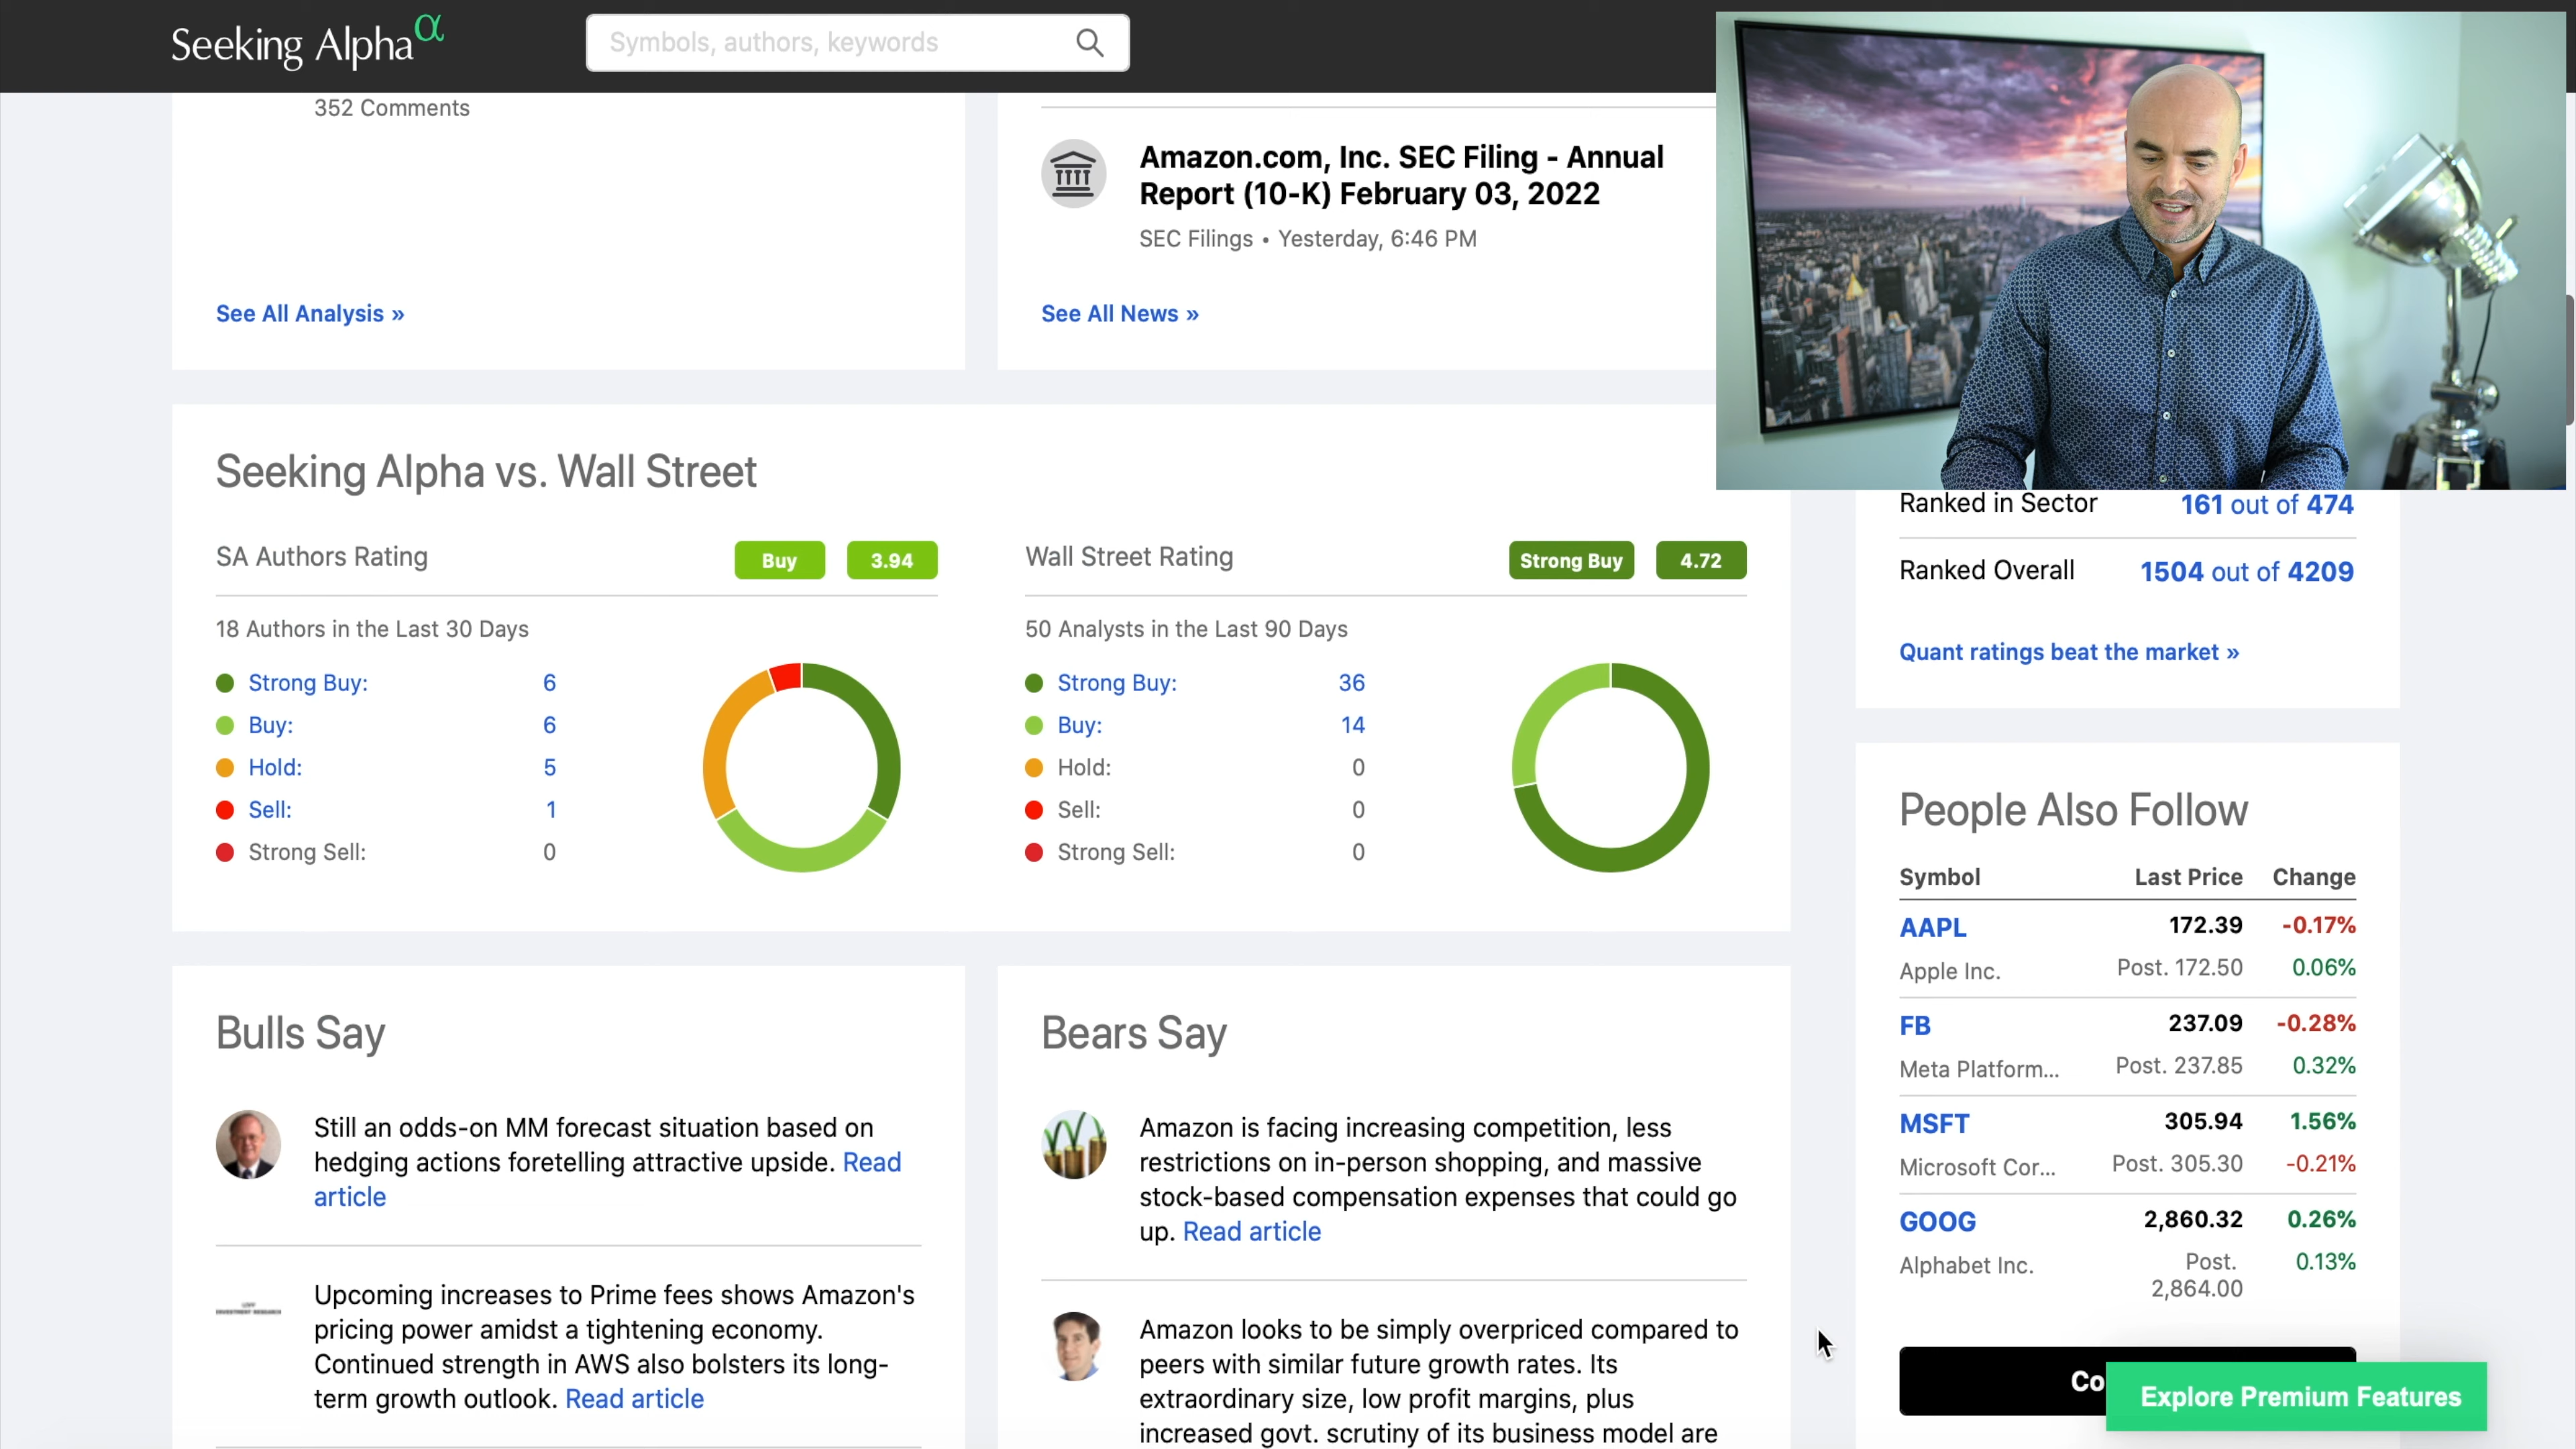 Seeking Alpha α
Symbols, authors, keywords
352 Comments
See All Analysis »
Amazon.com, Inc. SEC Filing - Annual
Report (10-K) February 03, 2022
SEC Filings • Yesterday, 6:46 PM
See All News »
Seeking Alpha vs. Wall Street
SA Authors Rating Buy 3.94
18 Authors in the Last 30 Days
Strong Buy: 6
Buy: 6
Hold: 5
Sell: 1
Strong Sell: 0
Wall Street Rating Strong Buy 4.72
50 Analysts in the Last 90 Days
Strong Buy: 36
Buy: 14
Hold: 0
Sell: 0
Strong Sell: 0
Ranked in Sector 161 out of 474
Ranked Overall 1504 out of 4209
Quant ratings beat the market »
People Also Follow
Symbol Last Price Change
AAPL 172.39 -0.17%
Apple Inc. Post. 172.50 0.06%
FB 237.09 -0.28%
Meta Platform... Post. 237.85 0.32%
MSFT 305.94 1.56%
Microsoft Cor... Post. 305.30 -0.21%
GOOG 2,860.32 0.26%
Alphabet Inc. Post. 0.13%
2,864.00
Co
Explore Premium Features
Bulls Say
Still an odds-on MM forecast situation based on
hedging actions foretelling attractive upside. Read
article
Upcoming increases to Prime fees shows Amazon's
pricing power amidst a tightening economy.
Continued strength in AWS also bolsters its long-
term growth outlook. Read article
Bears Say
Amazon is facing increasing competition, less
restrictions on in-person shopping, and massive
stock-based compensation expenses that could go
up. Read article
Amazon looks to be simply overpriced compared to
peers with similar future growth rates. Its
extraordinary size, low profit margins, plus
increased govt. scrutiny of its business model are